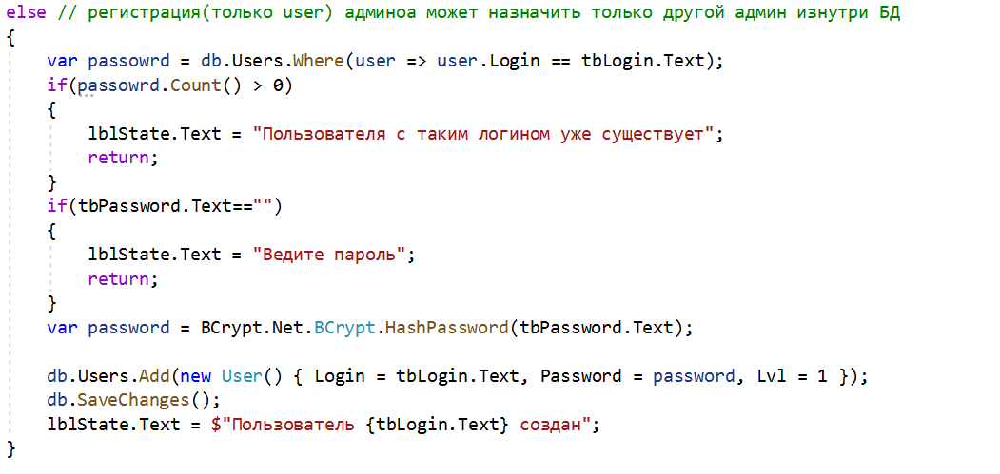 else // регистрация(только user) админоа может назначить только другой админ изнутри БД
{
var passowrd = db.Users.Where(user => user.Login == tbLogin.Text);
if(passowrd.Count() > 0)
{
lblState.Text = "Пользователя с таким логином уже существует";
return;
}
if(tbPassword.Text=="")
{
lblState.Text = "Ведите пароль";
return;
}
var password = BCrypt.Net.BCrypt.HashPassword(tbPassword.Text);
db.Users.Add(new User() { Login = tbLogin.Text, Password = password, Lvl = 1 });
db.SaveChanges();
lblState.Text = $"Пользователь {tbLogin.Text} создан";
}